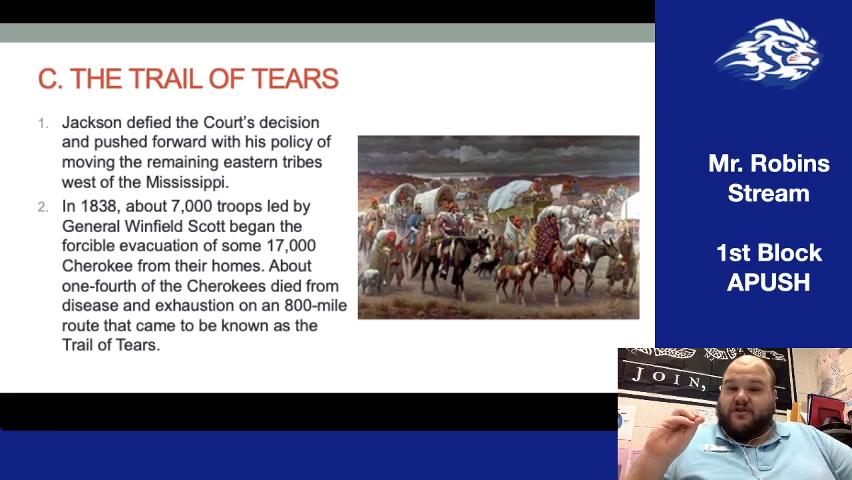 C. THE TRAIL OF TEARS
1. Jackson defied the Court's decision
and pushed forward with his policy of
moving the remaining eastern tribes
west of the Mississippi.
2. In 1838, about 7,000 troops led by
General Winfield Scott began the
forcible evacuation of some 17,000
Cherokee from their homes. About
one-fourth of the Cherokees died from
disease and exhaustion on an 800-mile
route that came to be known as the
Trail of Tears.
Mr. Robins
Stream
1st Block
APUSH
JOIN,